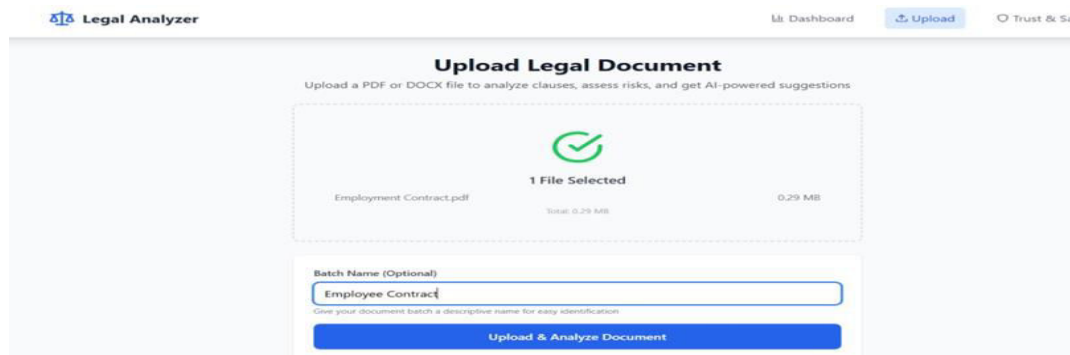 Legal Analyzer Dashboard Upload Trust & Sa
Upload Legal Document
Upload a PDF or DOCX file to analyze clauses, assess risks, and get AI-powered suggestions
1 File Selected
Employment Contract.pdf 0.29 MB
Total: 0.29 MB
Batch Name (Optional)
Employee Contract
Give your document batch a descriptive name for easy identification
Upload & Analyze Document